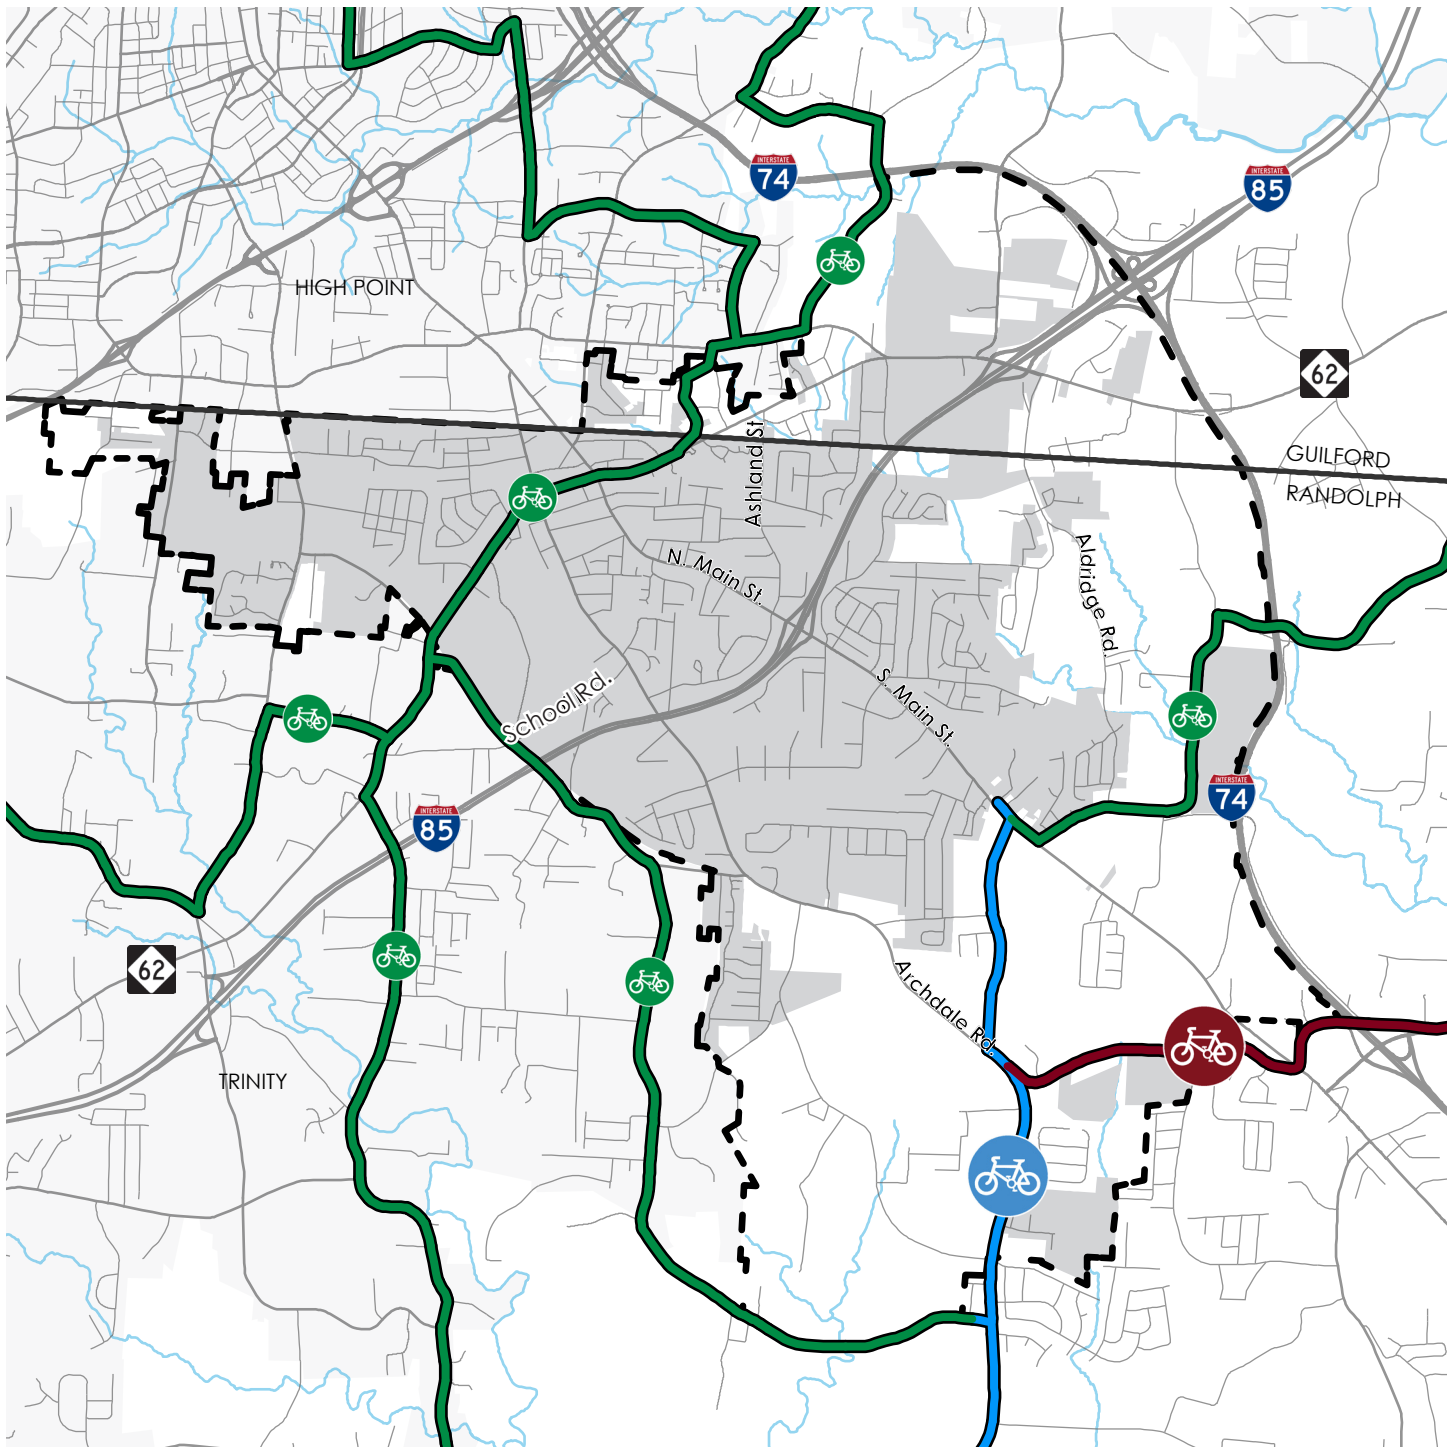 INTERSTATE
74
INTERSTATE
85
HIGH POINT
62
Ashland St
GUILFORD
RANDOLPH
N. Main St.
Aldridge Rd.
School Rd.
S. Main St.
INTERSTATE
74
INTERSTATE
85
62
Archdale Rd.
TRINITY